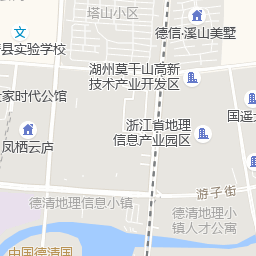 塔山小区
德信·溪山美墅
县实验学校
湖州莫干山高新
技术产业开发区
家时代公馆
国遥
浙江省地理
信息产业园区
凤栖云庐
游子街
德清地理信息小镇
德清地理小
镇人才公寓
中国德清国